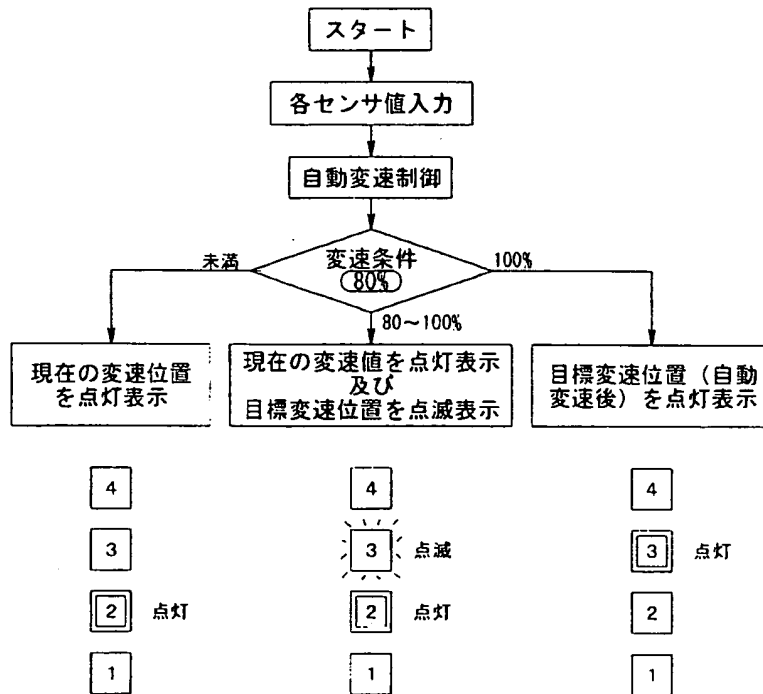 スタート
各センサ値入力
自動変速制御
変速条件
80%
未満
100%
80~100%
現在の変速位置
を点灯表示
現在の変速値を点灯表示
及び
目標変速位置を点滅表示
目標変速位置(自動
変速後)を点灯表示
4
3
2 点灯
1
4
3 点滅
2 点灯
1
4
3 点灯
2
1